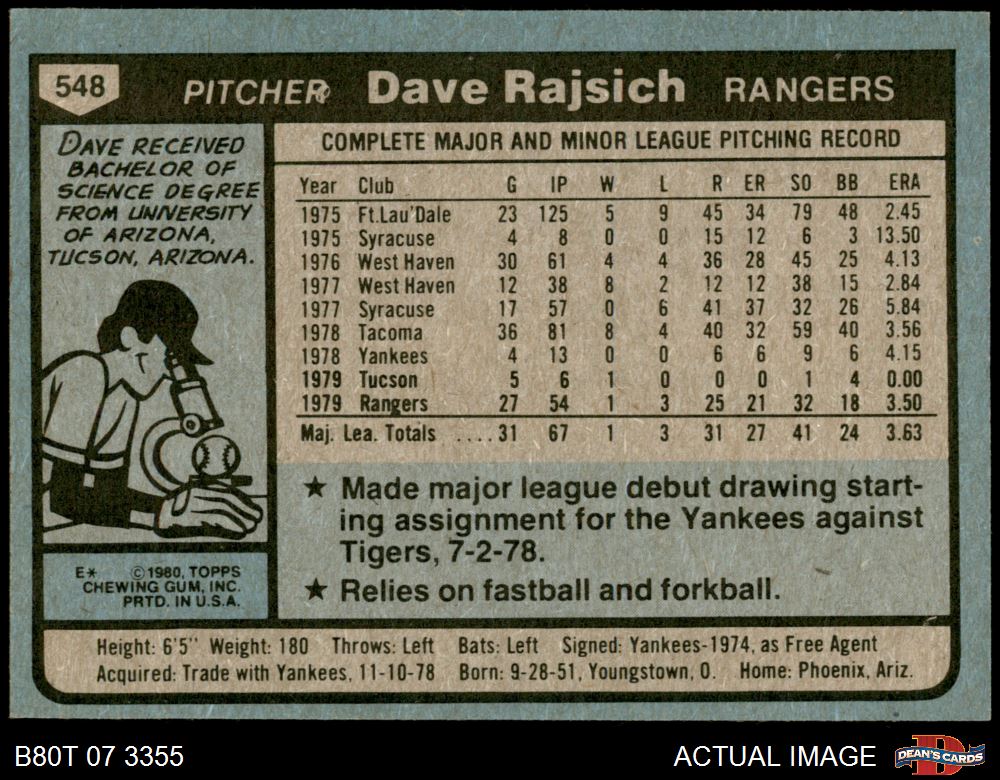 548
PITCHER Dave Rajsich RANGERS
DAVE RECEIVED
BACHELOR OF
SCIENCE DEGREE
FROM UNIVERSITY
OF ARIZONA,
TUCSON, ARIZONA.
COMPLETE MAJOR AND MINOR LEAGUE PITCHING RECORD
Year Club G IP W L R ER SO BB ERA
1975 Ft.Lau'Dale 23 125 5 9 45 34 79 48 2.45
1975 Syracuse 4 8 0 0 15 12 6 3 13.50
1976 West Haven 30 61 4 4 36 28 45 25 4.13
1977 West Haven 12 38 8 2 12 12 38 15 2.84
1977 Syracuse 17 57 0 6 41 37 32 26 5.84
1978 Tacoma 36 81 8 4 40 32 59 40 3.56
1978 Yankees 4 13 0 0 6 6 9 6 4.15
1979 Tucson 5 6 1 0 0 0 1 4 0.00
1979 Rangers 27 54 1 3 25 21 32 18 3.50
Maj. Lea. Totals ....31 67 1 3 31 27 41 24 3.63
★ Made major league debut drawing start-
ing assignment for the Yankees against
Tigers, 7-2-78.
★ Relies on fastball and forkball.
E* ©1980, TOPPS
CHEWING GUM, INC.
PRTD. IN U.S.A.
Height: 6'5" Weight: 180 Throws: Left Bats: Left Signed: Yankees-1974, as Free Agent
Acquired: Trade with Yankees, 11-10-78 Born: 9-28-51, Youngstown, O. Home: Phoenix, Ariz.
B80T 07 3355
ACTUAL IMAGE
D
DEAN'S CARDS